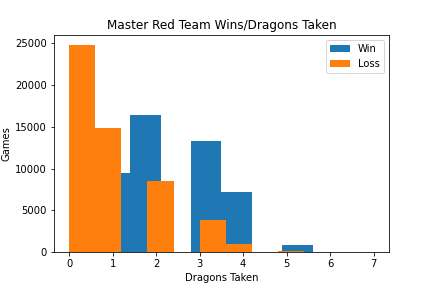 Master Red Team Wins/Dragons Taken
25000
20000
15000
10000
5000
0
Games
Win
Loss
0 1 2 3 4 5 6 7
Dragons Taken